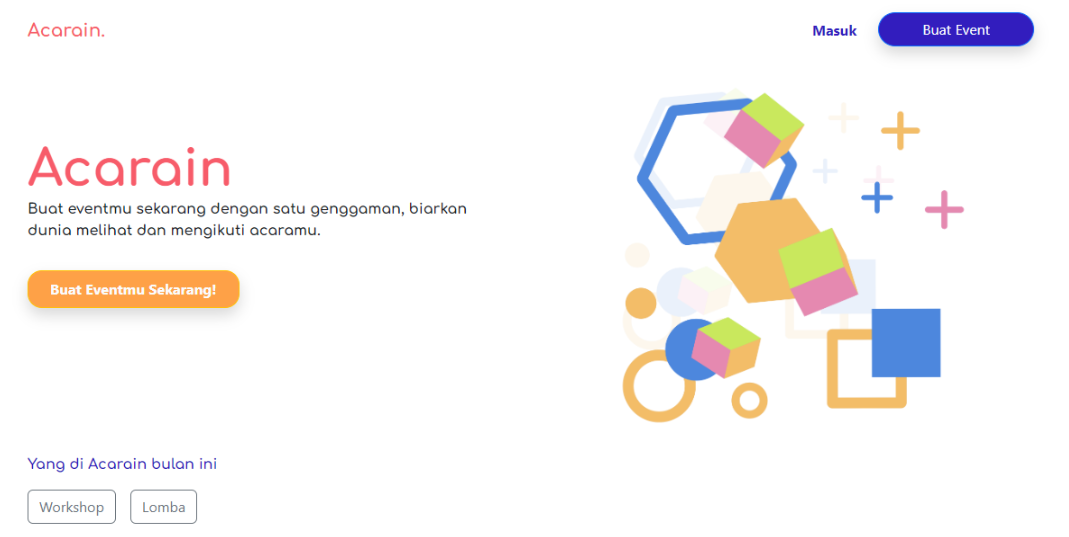 Acarain.
Masuk
Buat Event
Acarain
Buat eventmu sekarang dengan satu genggaman, biarkan
dunia melihat dan mengikuti acaramu.
Buat Eventmu Sekarang!
Yang di Acarain bulan ini
Workshop
Lomba